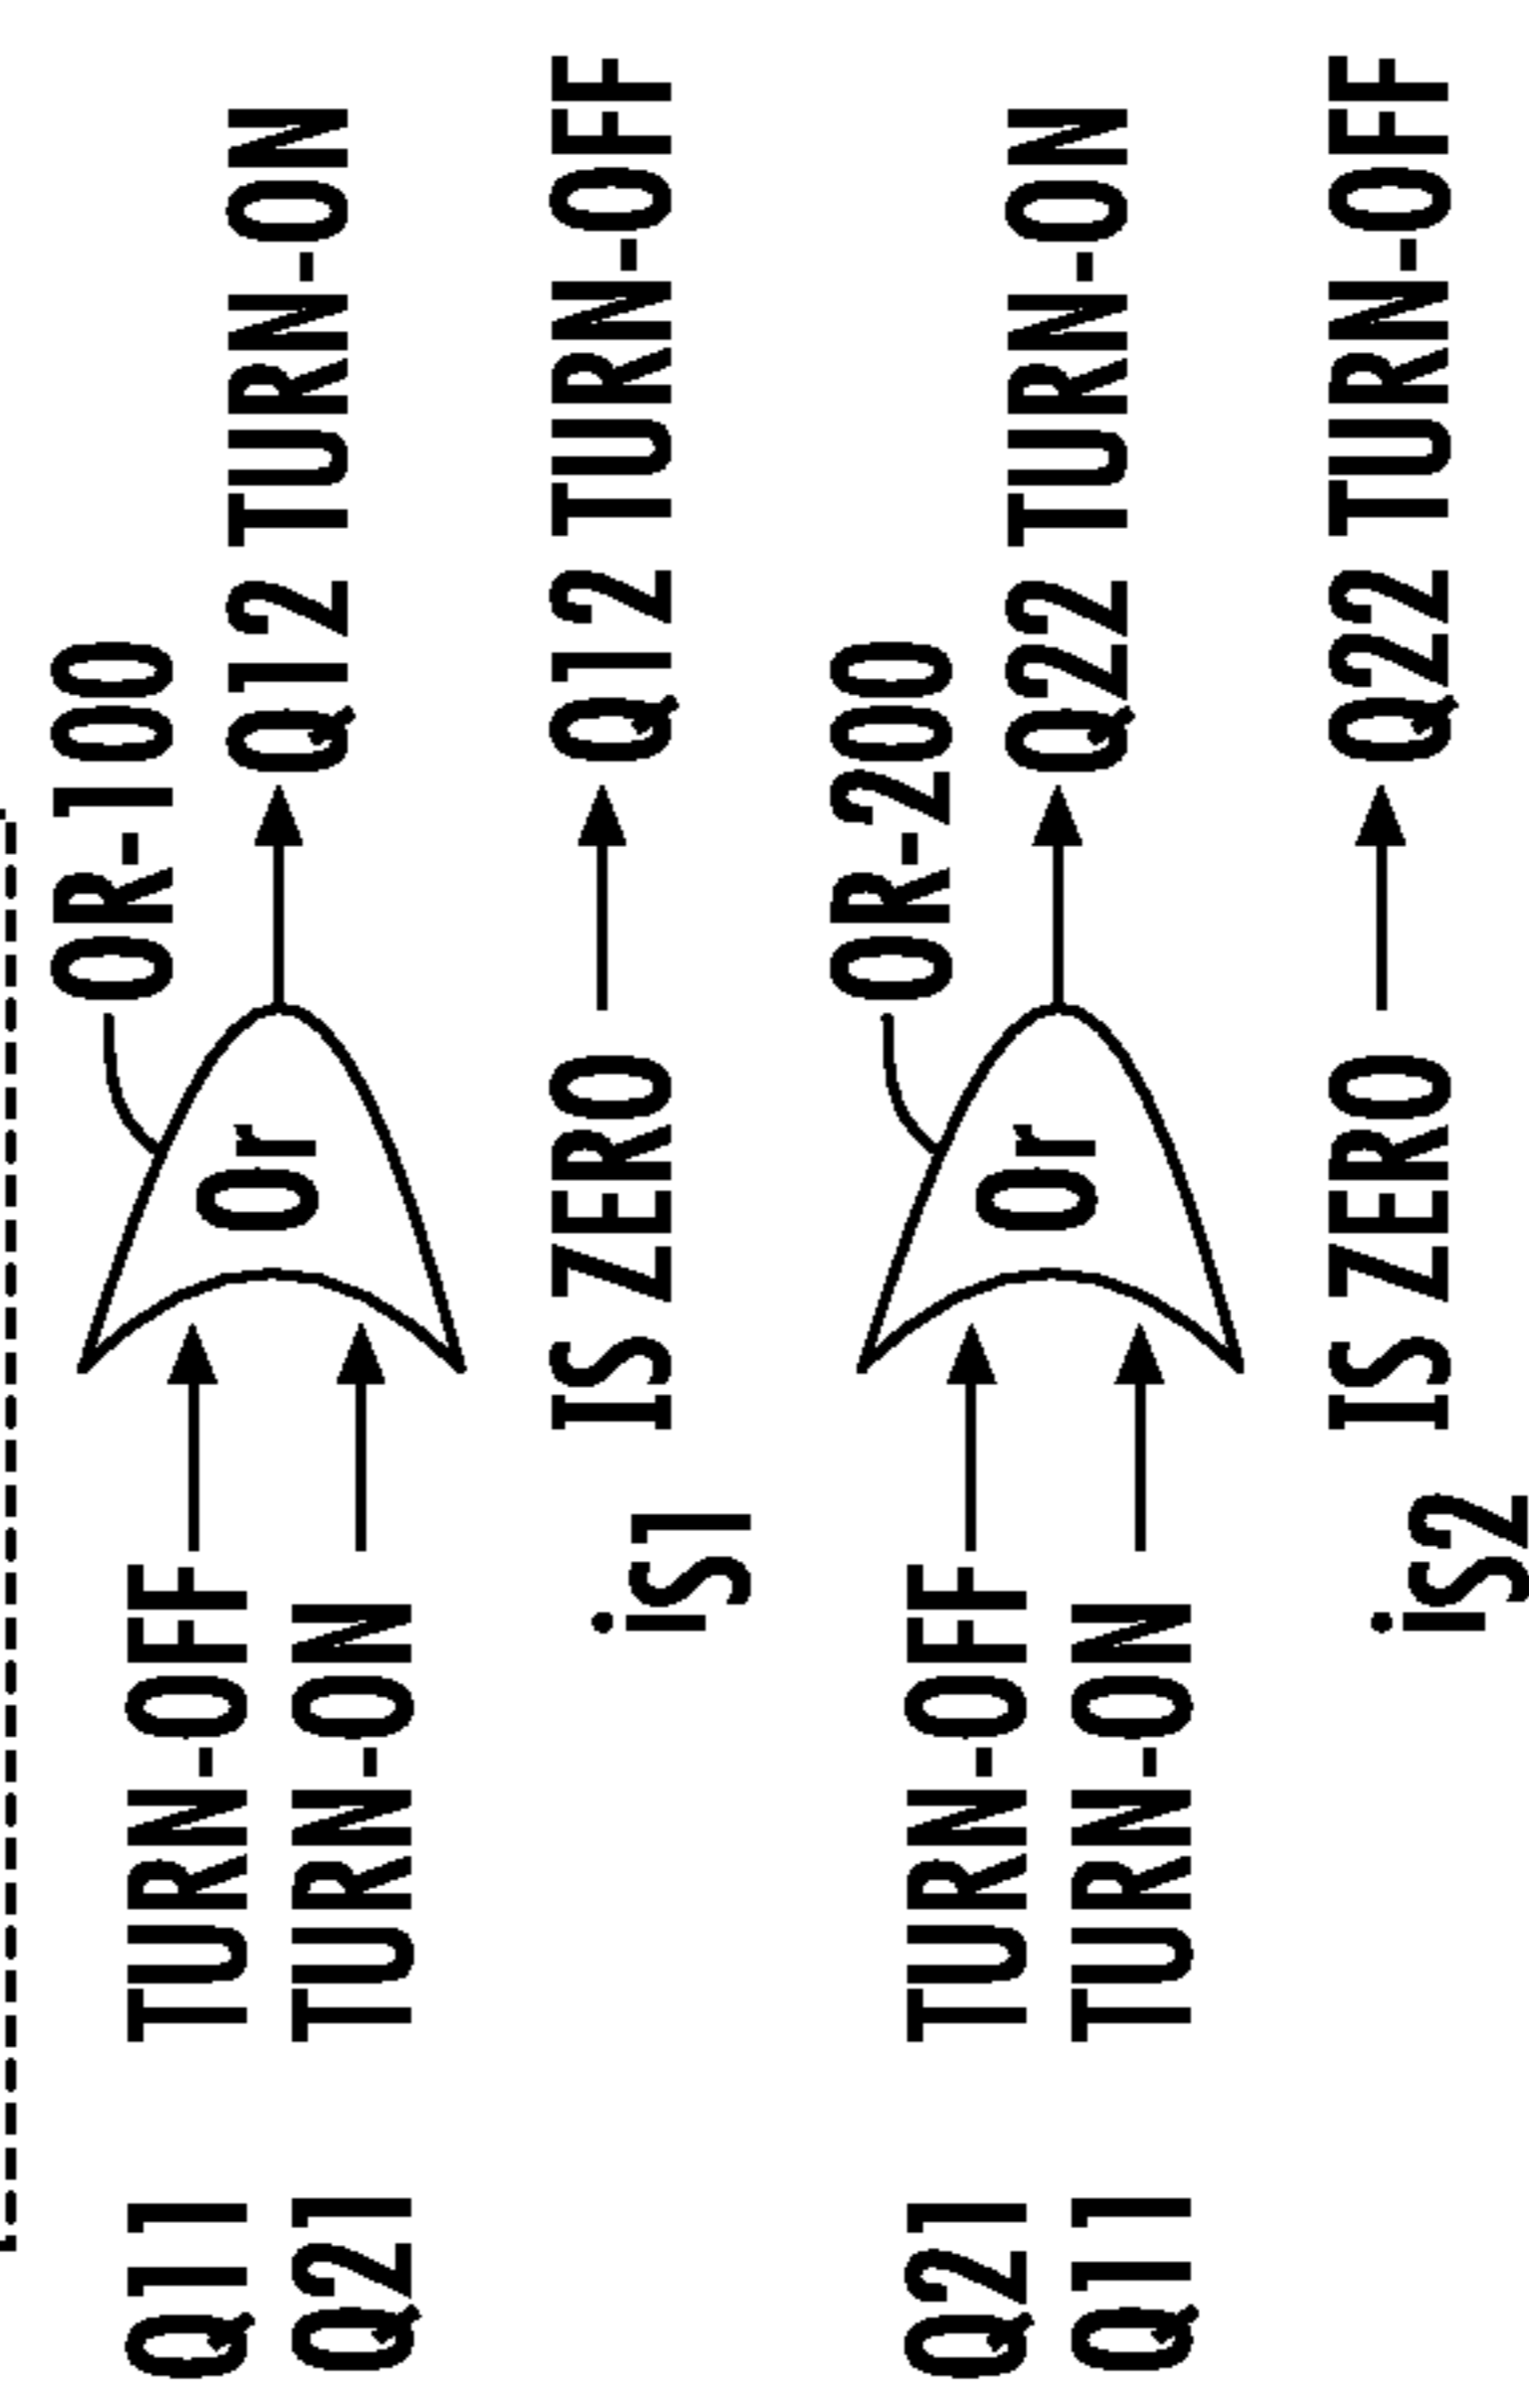 OR-100
Q11 TURN-OFF
Or
Q12 TURN-ON
Q21 TURN-ON
iS1 IS ZERO
Q12 TURN-OFF
OR-200
Q21 TURN-OFF
Or
Q22 TURN-ON
Q11 TURN-ON
iS2 IS ZERO
Q22 TURN-OFF